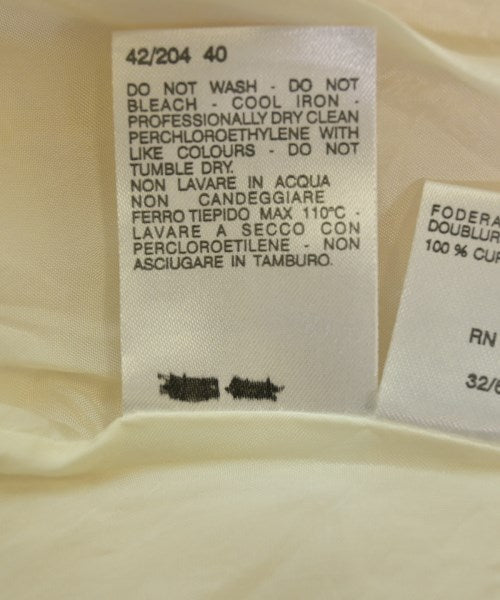 42/204 40
DO NOT WASH - DO NOT
BLEACH - COOL IRON -
PROFESSIONALLY DRY CLEAN
PERCHLOROETHYLENE WITH
LIKE COLOURS - DO NOT
TUMBLE DRY.
NON LAVARE IN ACQUA
NON CANDEGGIARE
FERRO TIEPIDO MAX 110°C -
LAVARE A SECCO CON
PERCLOROETILENE - NON
ASCIUGARE IN TAMBURO.
FODERA
DOUBLUR
100 % CUP
RN
32/6